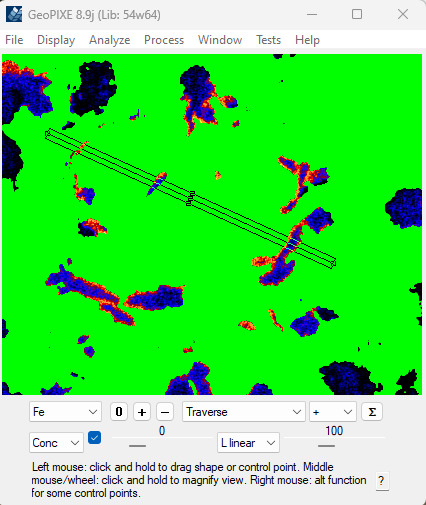 GeoPIXE 8.9j (Lib: 54w64)
File Display Analyze Process Window Tests Help
Fe 0 + − Traverse + Σ
Conc 0 L linear 100
Left mouse: click and hold to drag shape or control point. Middle
mouse/wheel: click and hold to magnify view. Right mouse: alt function
for some control points.
?